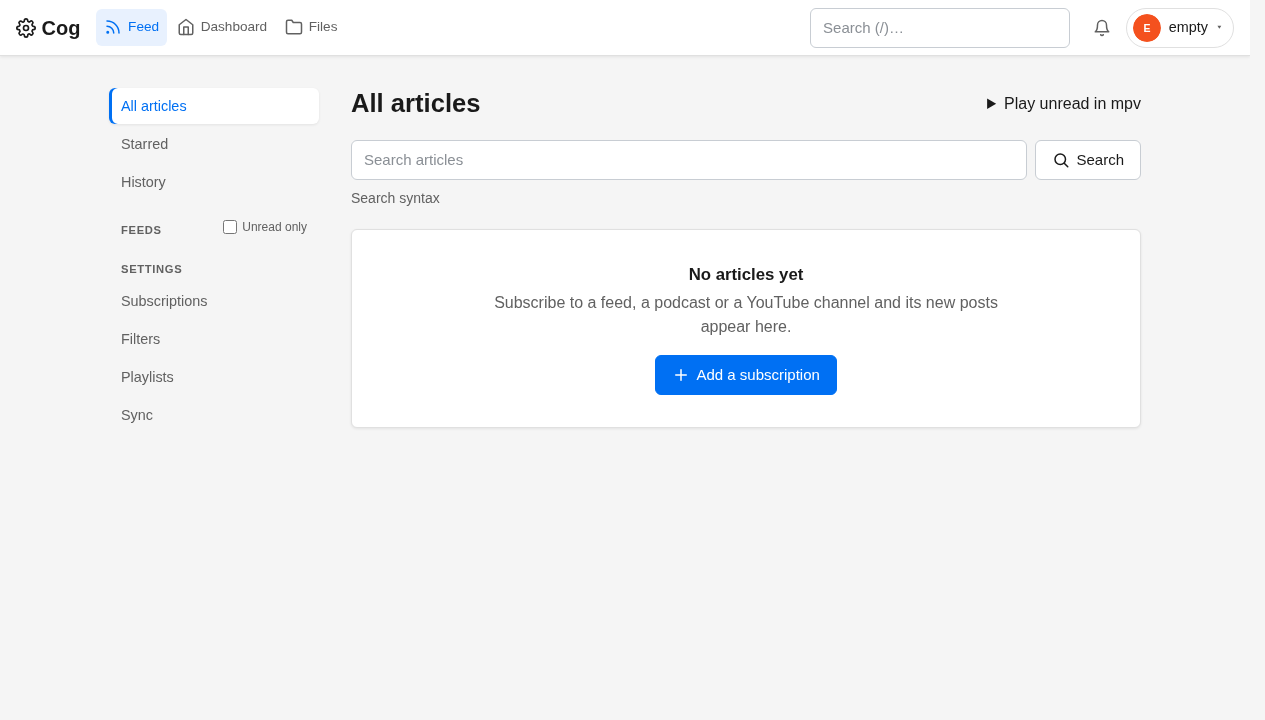 Cog
Feed
Dashboard
Files
Search (/)…
E
empty
All articles
Starred
History
FEEDS
Unread only
SETTINGS
Subscriptions
Filters
Playlists
Sync
All articles
Play unread in mpv
Search articles
Search
Search syntax
No articles yet
Subscribe to a feed, a podcast or a YouTube channel and its new posts
appear here.
Add a subscription